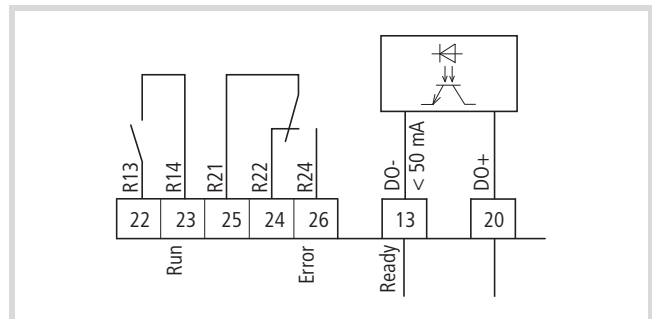 R13
R14
R21
R22
R24
DO-
< 50 mA
DO+
22
23
25
24
26
13
20
Run
Error
Ready